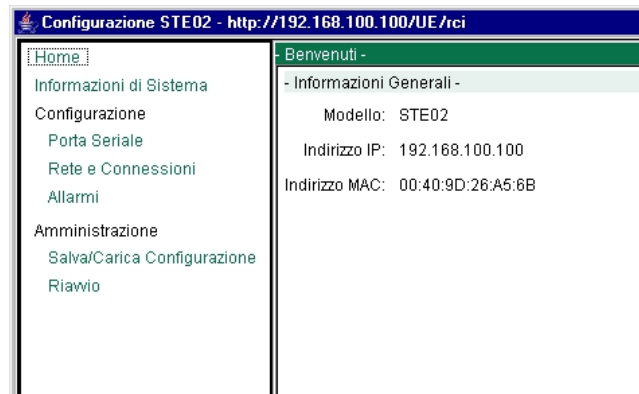 Configurazione STE02 - http://192.168.100.100/UE/rci
Home
Informazioni di Sistema
Configurazione
Porta Seriale
Rete e Connessioni
Allarmi
Amministrazione
Salva/Carica Configurazione
Riavvio
- Benvenuti -
- Informazioni Generali -
Modello: STE02
Indirizzo IP: 192.168.100.100
Indirizzo MAC: 00:40:9D:26:A5:6B